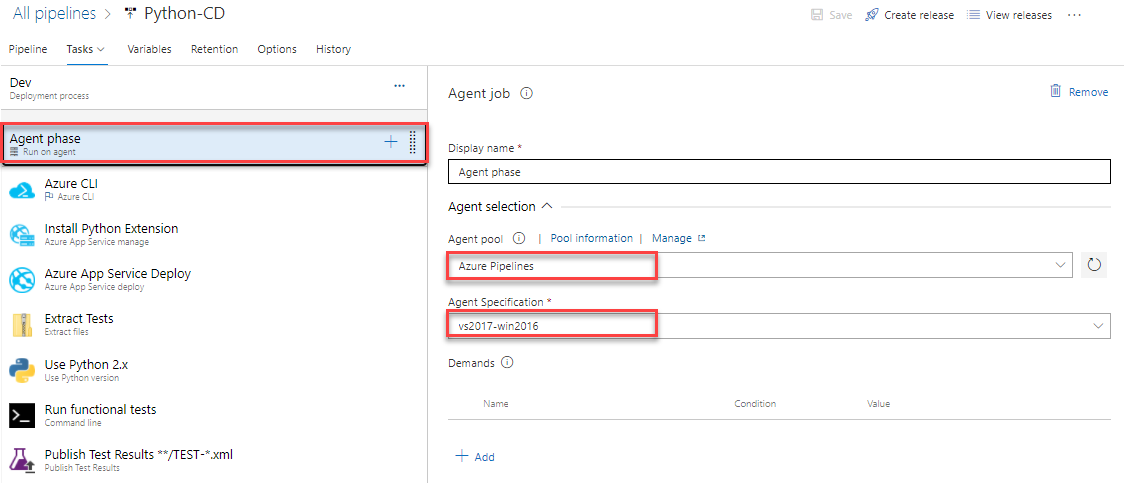 All pipelines > Python-CD
Save Create release View releases ...
Pipeline Tasks Variables Retention Options History
Dev
Deployment process
...
Agent phase
Run on agent
Azure CLI
Azure CLI
Install Python Extension
Azure App Service manage
Azure App Service Deploy
Azure App Service deploy
Extract Tests
Extract files
Use Python 2.x
Use Python version
Run functional tests
Command line
Publish Test Results **/TEST-*.xml
Publish Test Results
Agent job
Remove
Display name *
Agent phase
Agent selection
Agent pool | Pool information | Manage
Azure Pipelines
Agent Specification *
vs2017-win2016
Demands
Name Condition Value
+ Add